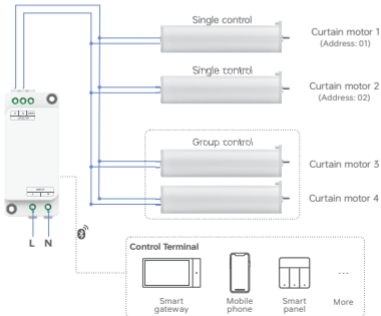 Single control
Curtain motor 1
(Address: 01)
Single control
Curtain motor 2
(Address: 02)
Group control
Curtain motor 3
Curtain motor 4
L N
Control Terminal
Smart
gateway
Mobile
phone
Smart
panel
...
More